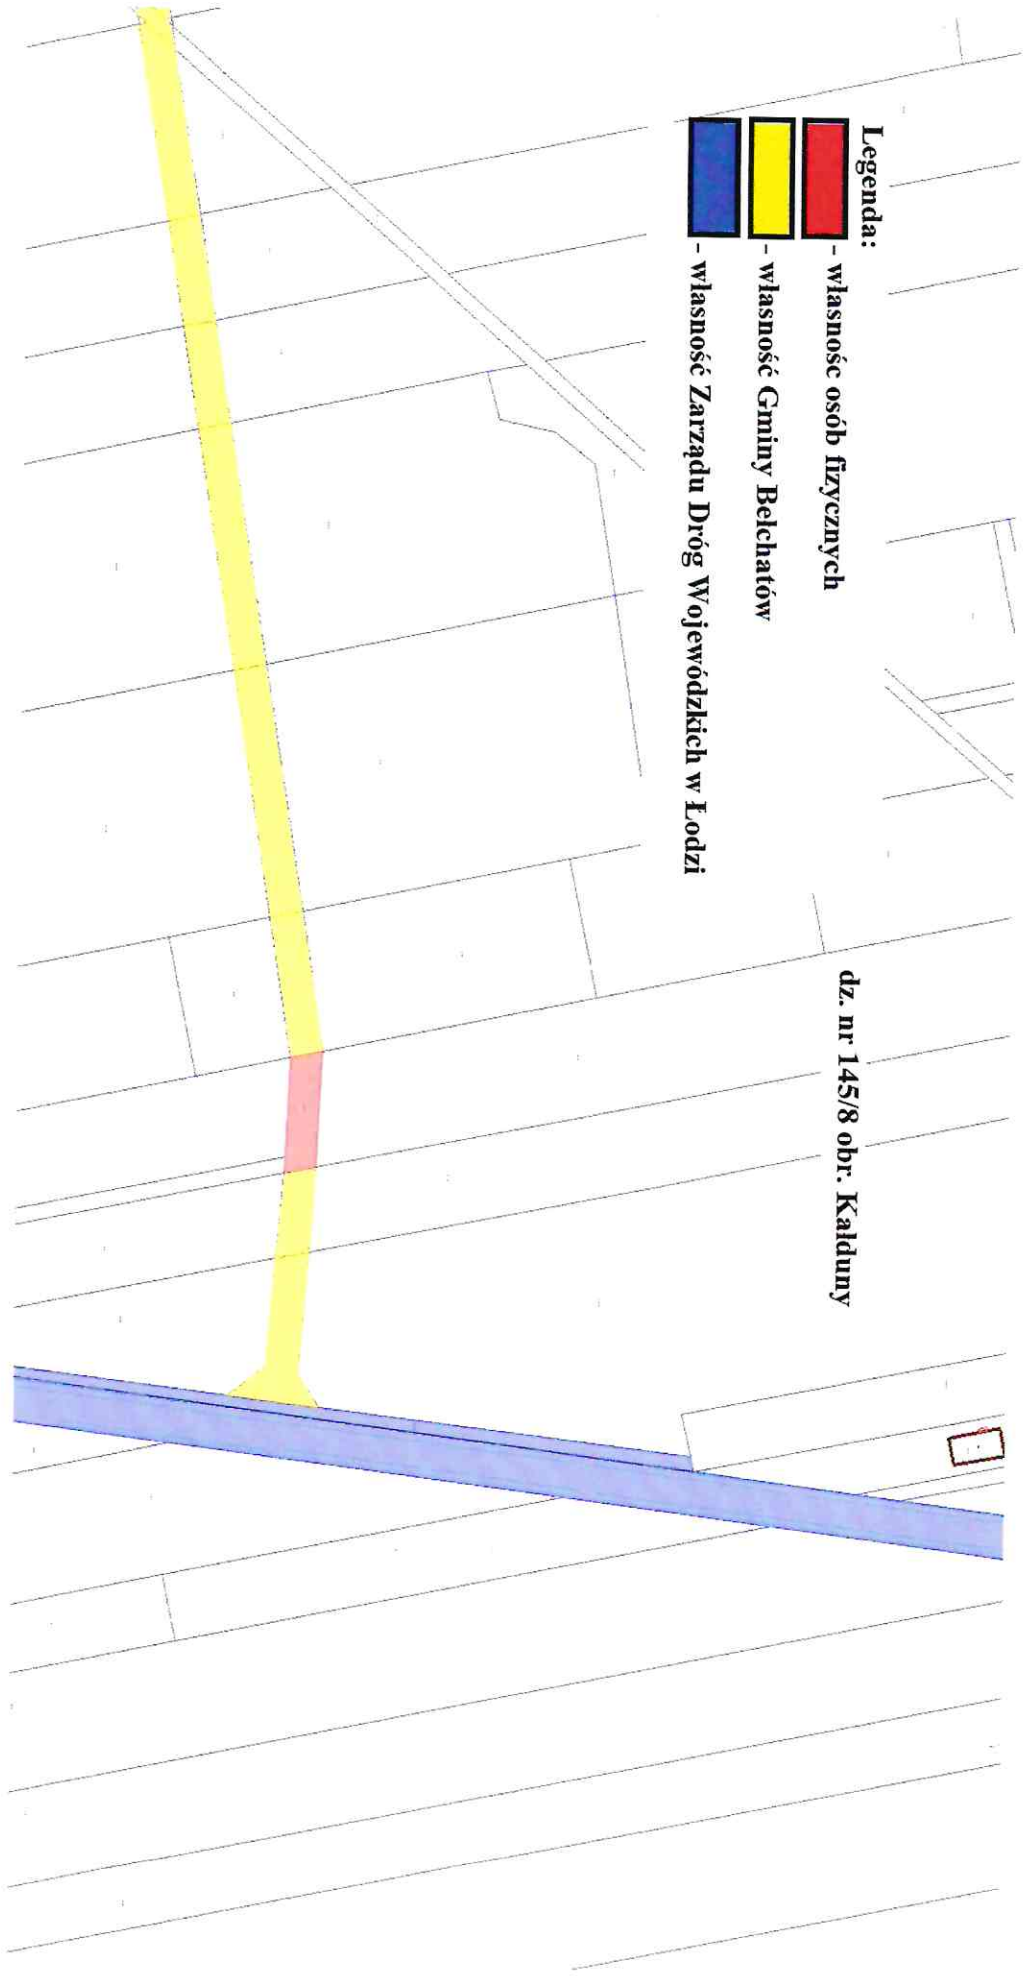 Legenda:
- własnośc osób fizycznych
- własność Gminy Bełchatów
- własność Zarządu Dróg Wojewódzkich w Łodzi
dz. nr 145/8 obr. Kałduny